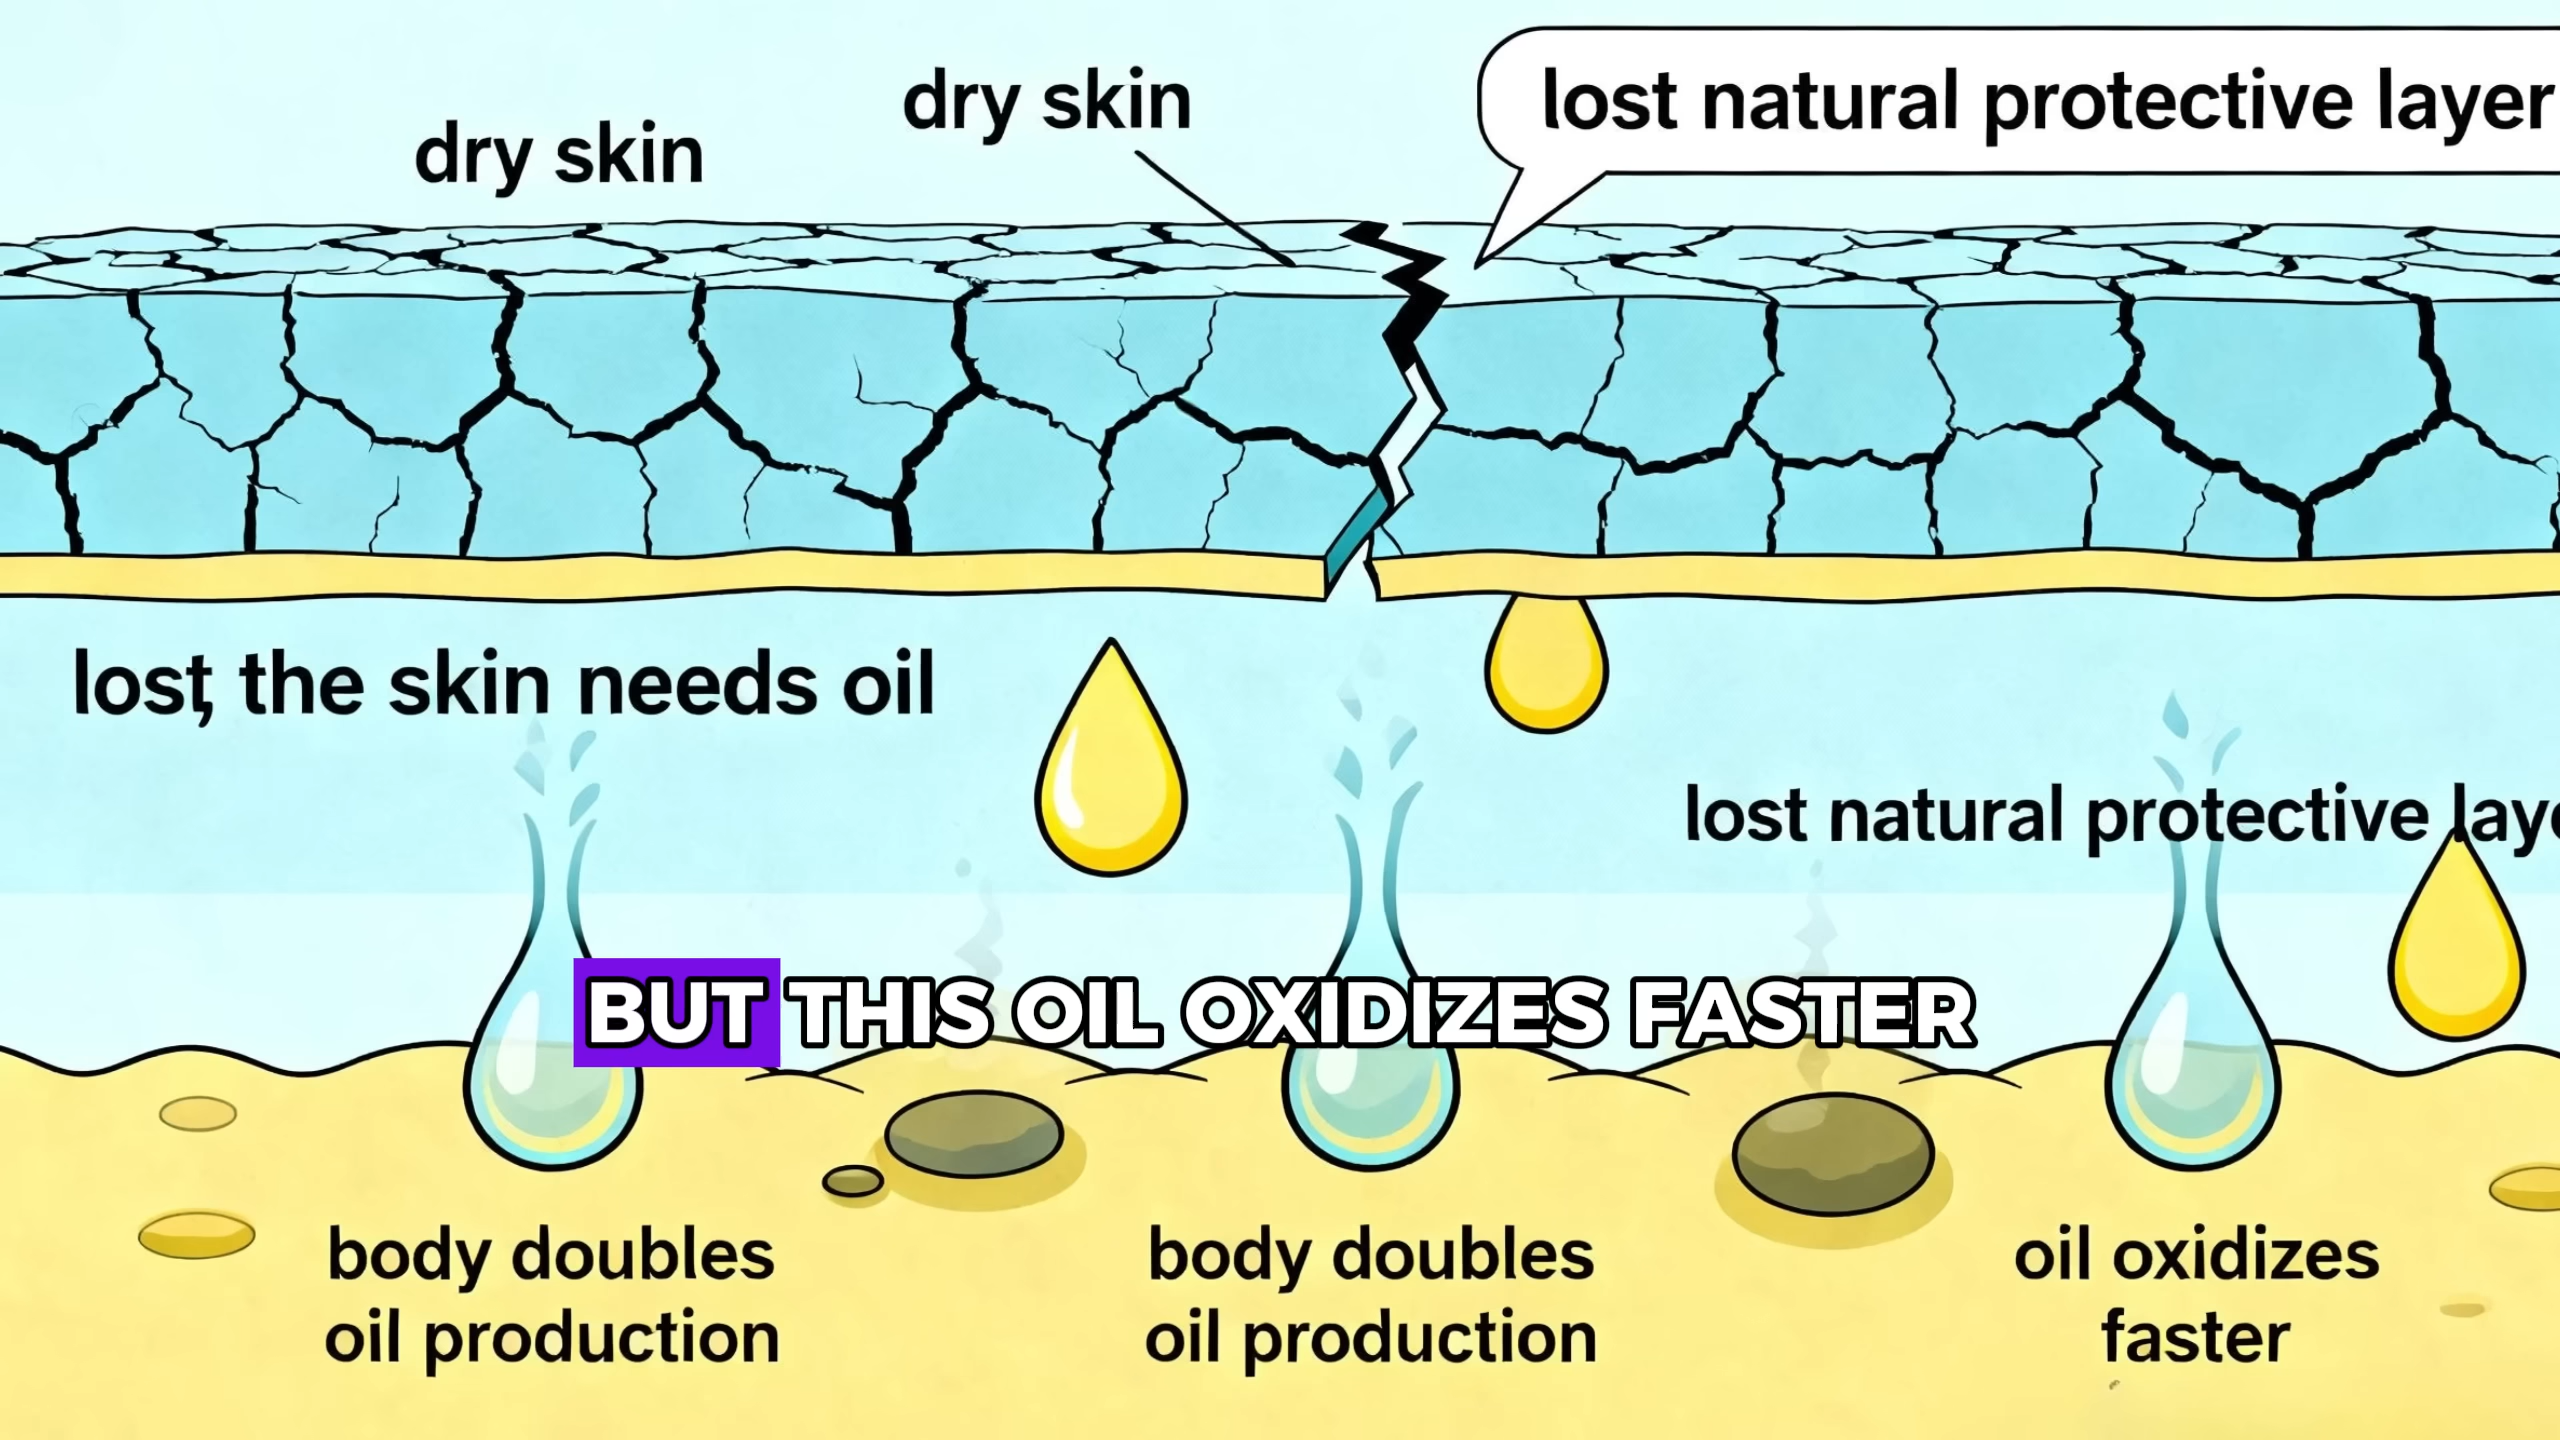 dry skin
dry skin
lost natural protective layer
lost, the skin needs oil
lost natural protective laye
BUT THIS OIL OXIDIZES FASTER
body doubles
oil production
body doubles
oil production
oil oxidizes
faster